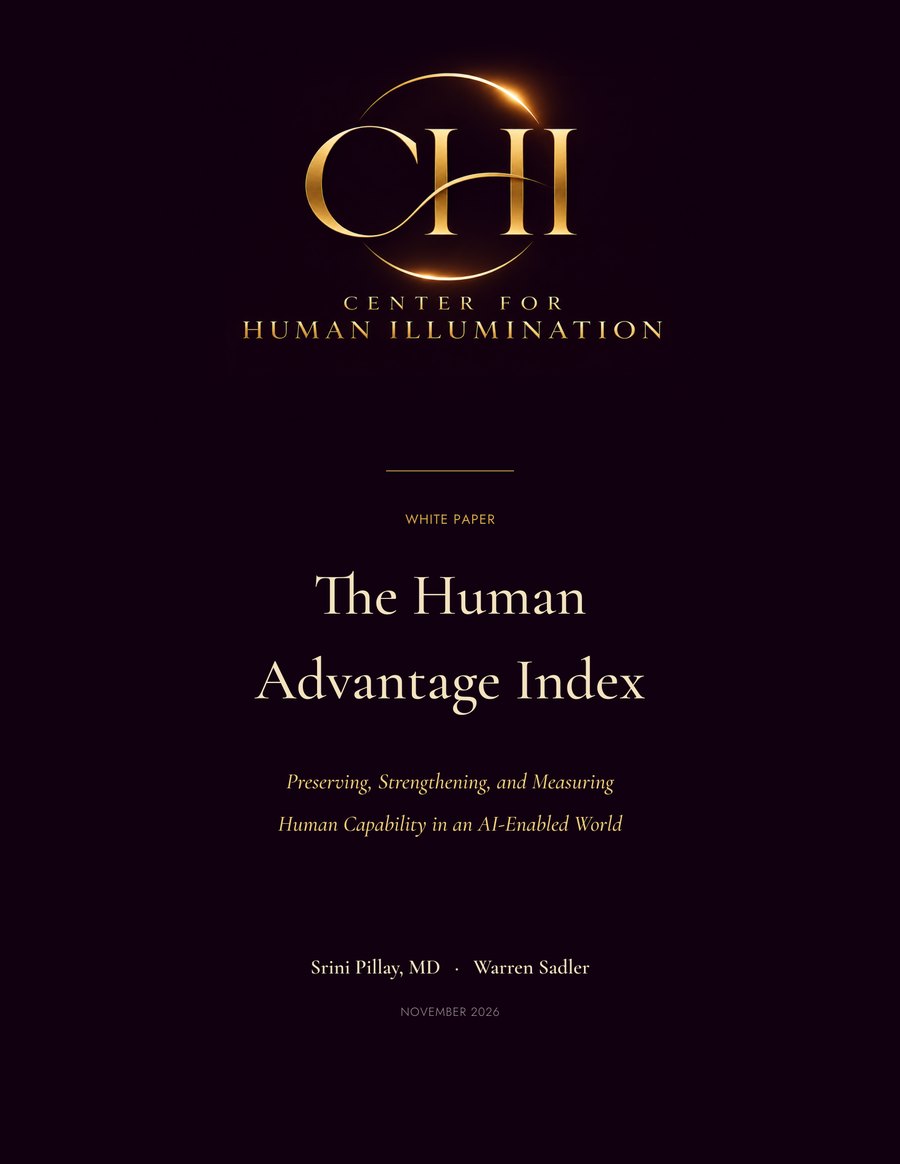 CHI
CENTER FOR
HUMAN ILLUMINATION
WHITE PAPER
The Human
Advantage Index
Preserving, Strengthening, and Measuring
Human Capability in an AI-Enabled World
Srini Pillay, MD · Warren Sadler
NOVEMBER 2026